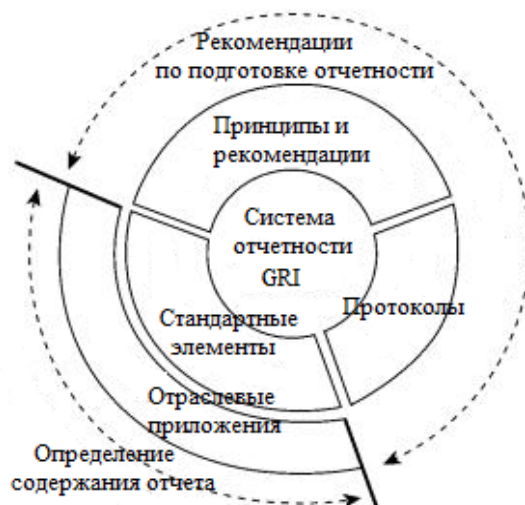 Рекомендации
по подготовке отчетности
Принципы и
рекомендации
Система
отчетности
GRI
Протоколы
Стандартные
элементы
Отраслевые
приложения
Определение
содержания отчета